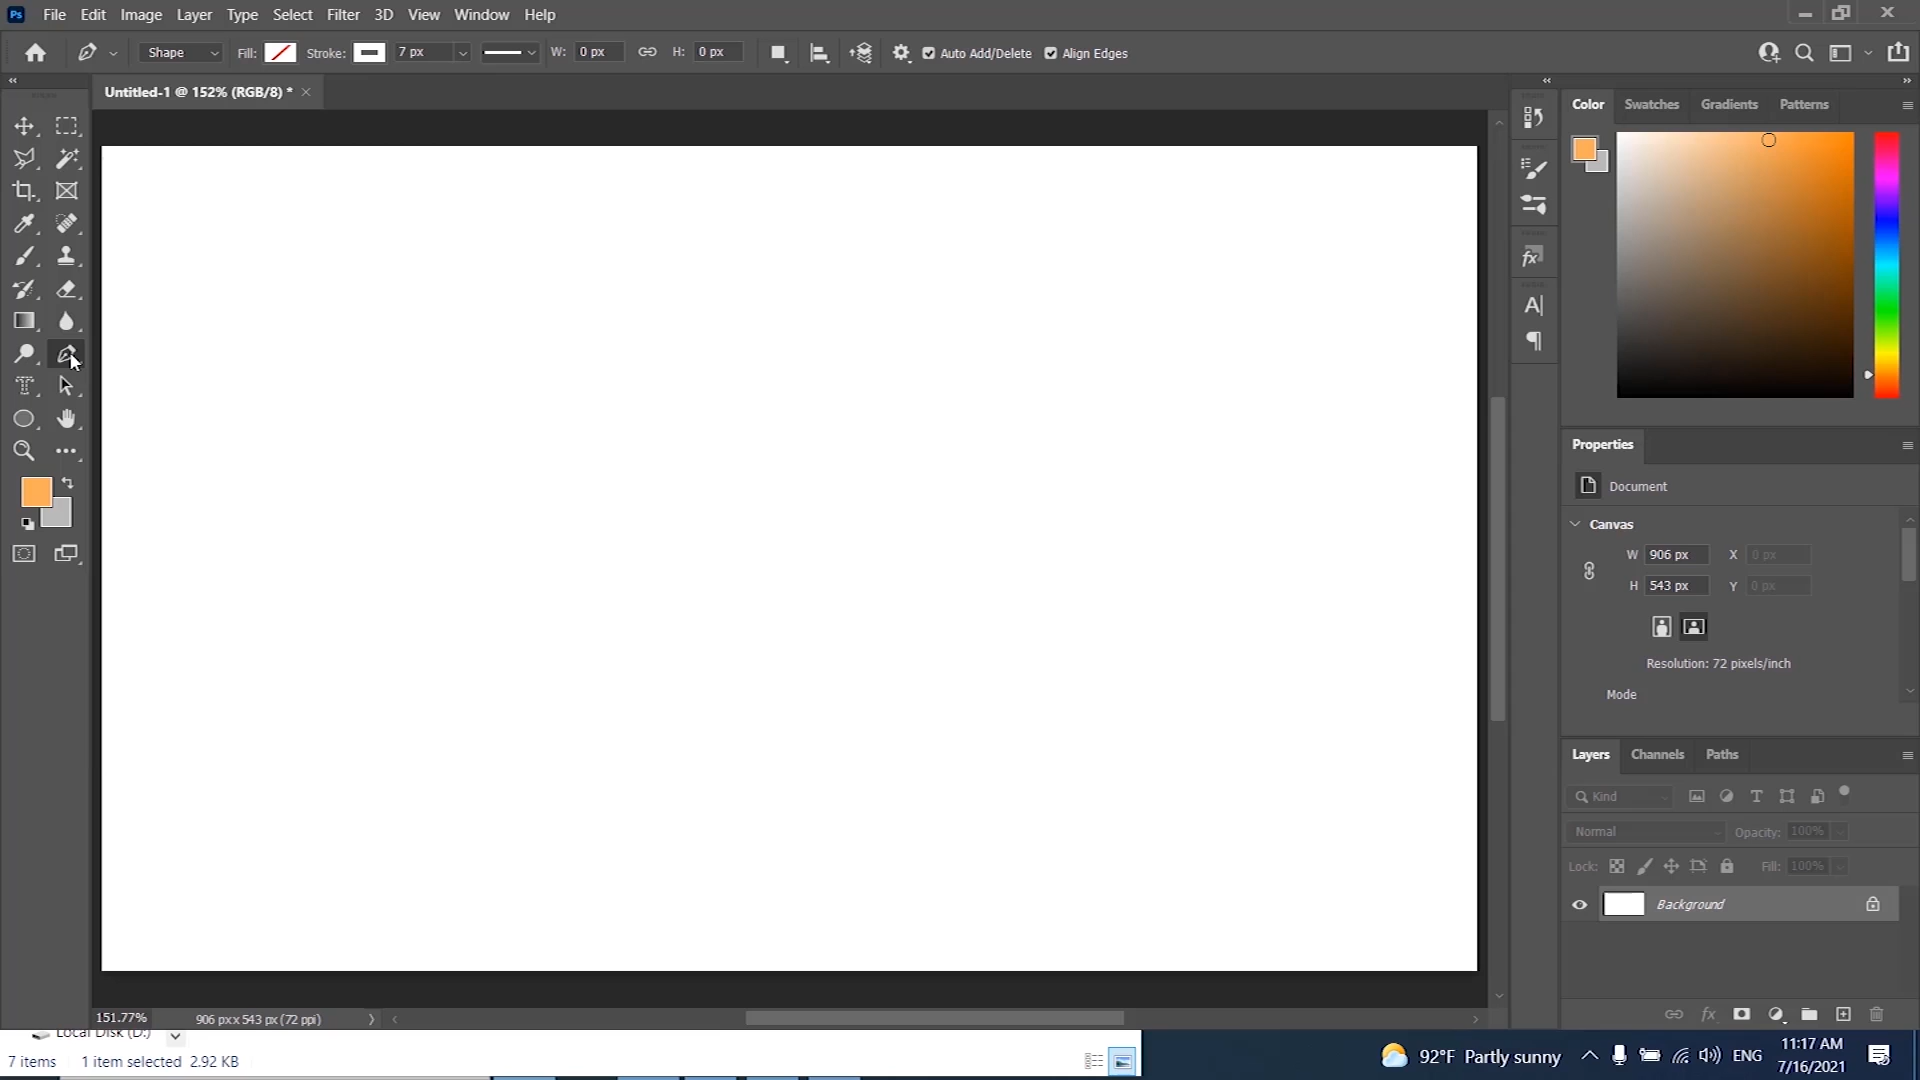 Ps File Edit Image Layer Type Select Filter 3D View Window Help
Shape Fill: Stroke: 7 px W: 0 px H: 0 px Auto Add/Delete Align Edges
Untitled-1 @ 152% (RGB/8) *
Color Swatches Gradients Patterns
Properties
Document
Canvas
W 906 px X 0 px
H 543 px Y 0 px
Resolution: 72 pixels/inch
Mode
Layers Channels Paths
Kind
Normal Opacity: 100%
Lock: Fill: 100%
Background
151.77% 906 px x 543 px (72 ppi)
Local Disk (D:)
7 items 1 item selected 2.92 KB
92°F Partly sunny ENG 11:17 AM
7/16/2021